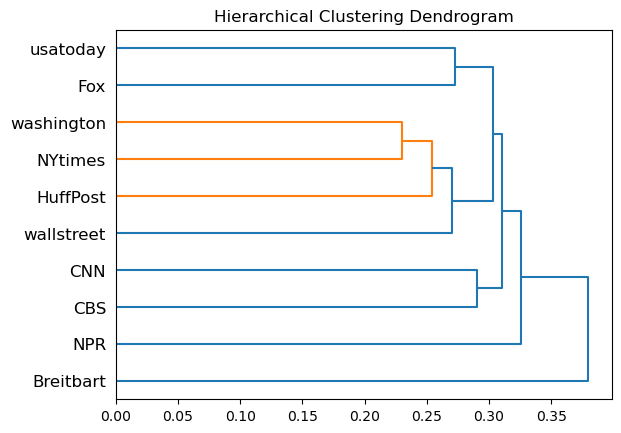 Hierarchical Clustering Dendrogram
usatoday
Fox
washington
NYtimes
HuffPost
wallstreet
CNN
CBS
NPR
Breitbart
0.00 0.05 0.10 0.15 0.20 0.25 0.30 0.35